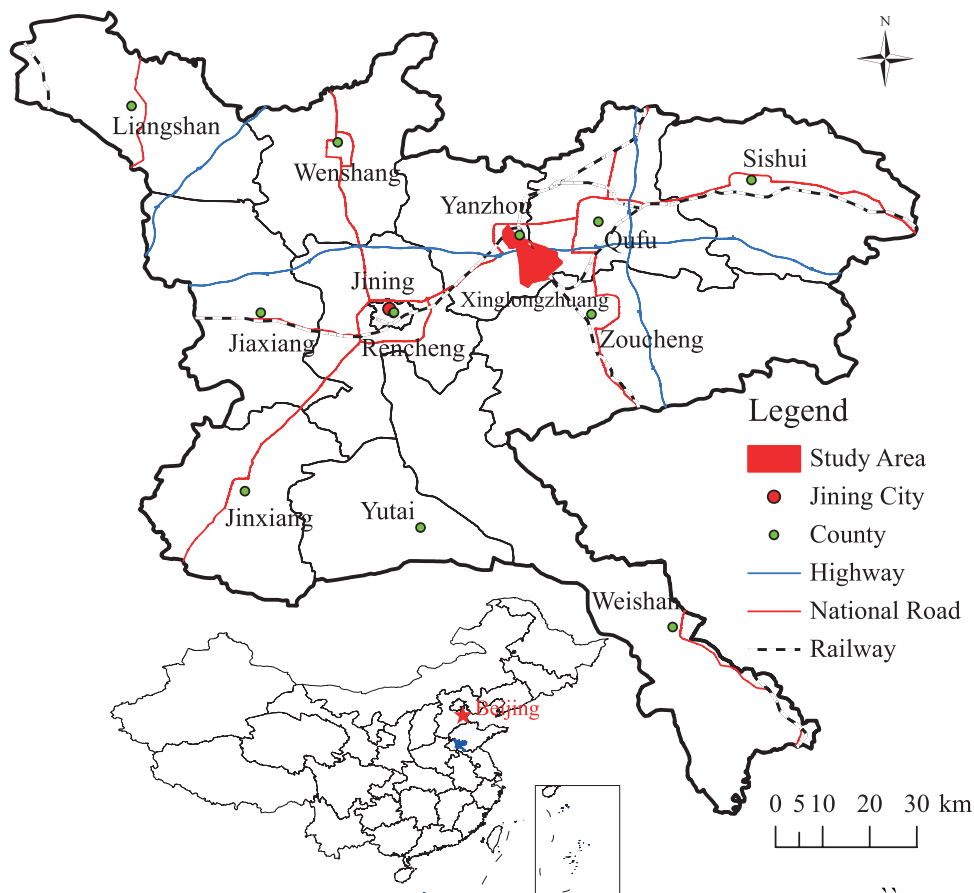 N
Liangshan
Wenshang
Sishui
Yanzhou
Qufu
Jining
Xinglongzhuang
Jiaxiang
Rencheng
Zoucheng
Legend
Study Area
Jining City
County
Highway
National Road
Railway
Jinxiang
Yutai
Weishan
Beijing
0 5 10 20 30 km